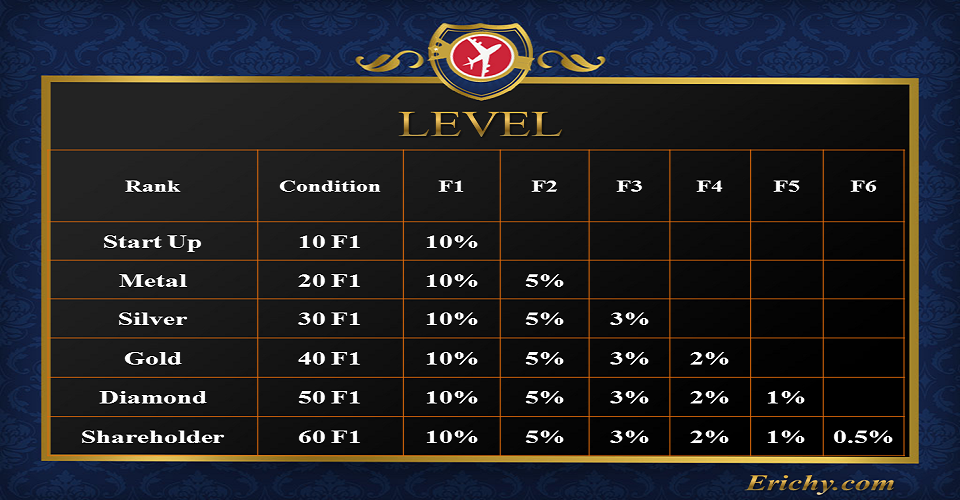 LEVEL
Rank Condition F1 F2 F3 F4 F5 F6
Start Up 10 F1 10%
Metal 20 F1 10% 5%
Silver 30 F1 10% 5% 3%
Gold 40 F1 10% 5% 3% 2%
Diamond 50 F1 10% 5% 3% 2% 1%
Shareholder 60 F1 10% 5% 3% 2% 1% 0.5%
Erichy.com